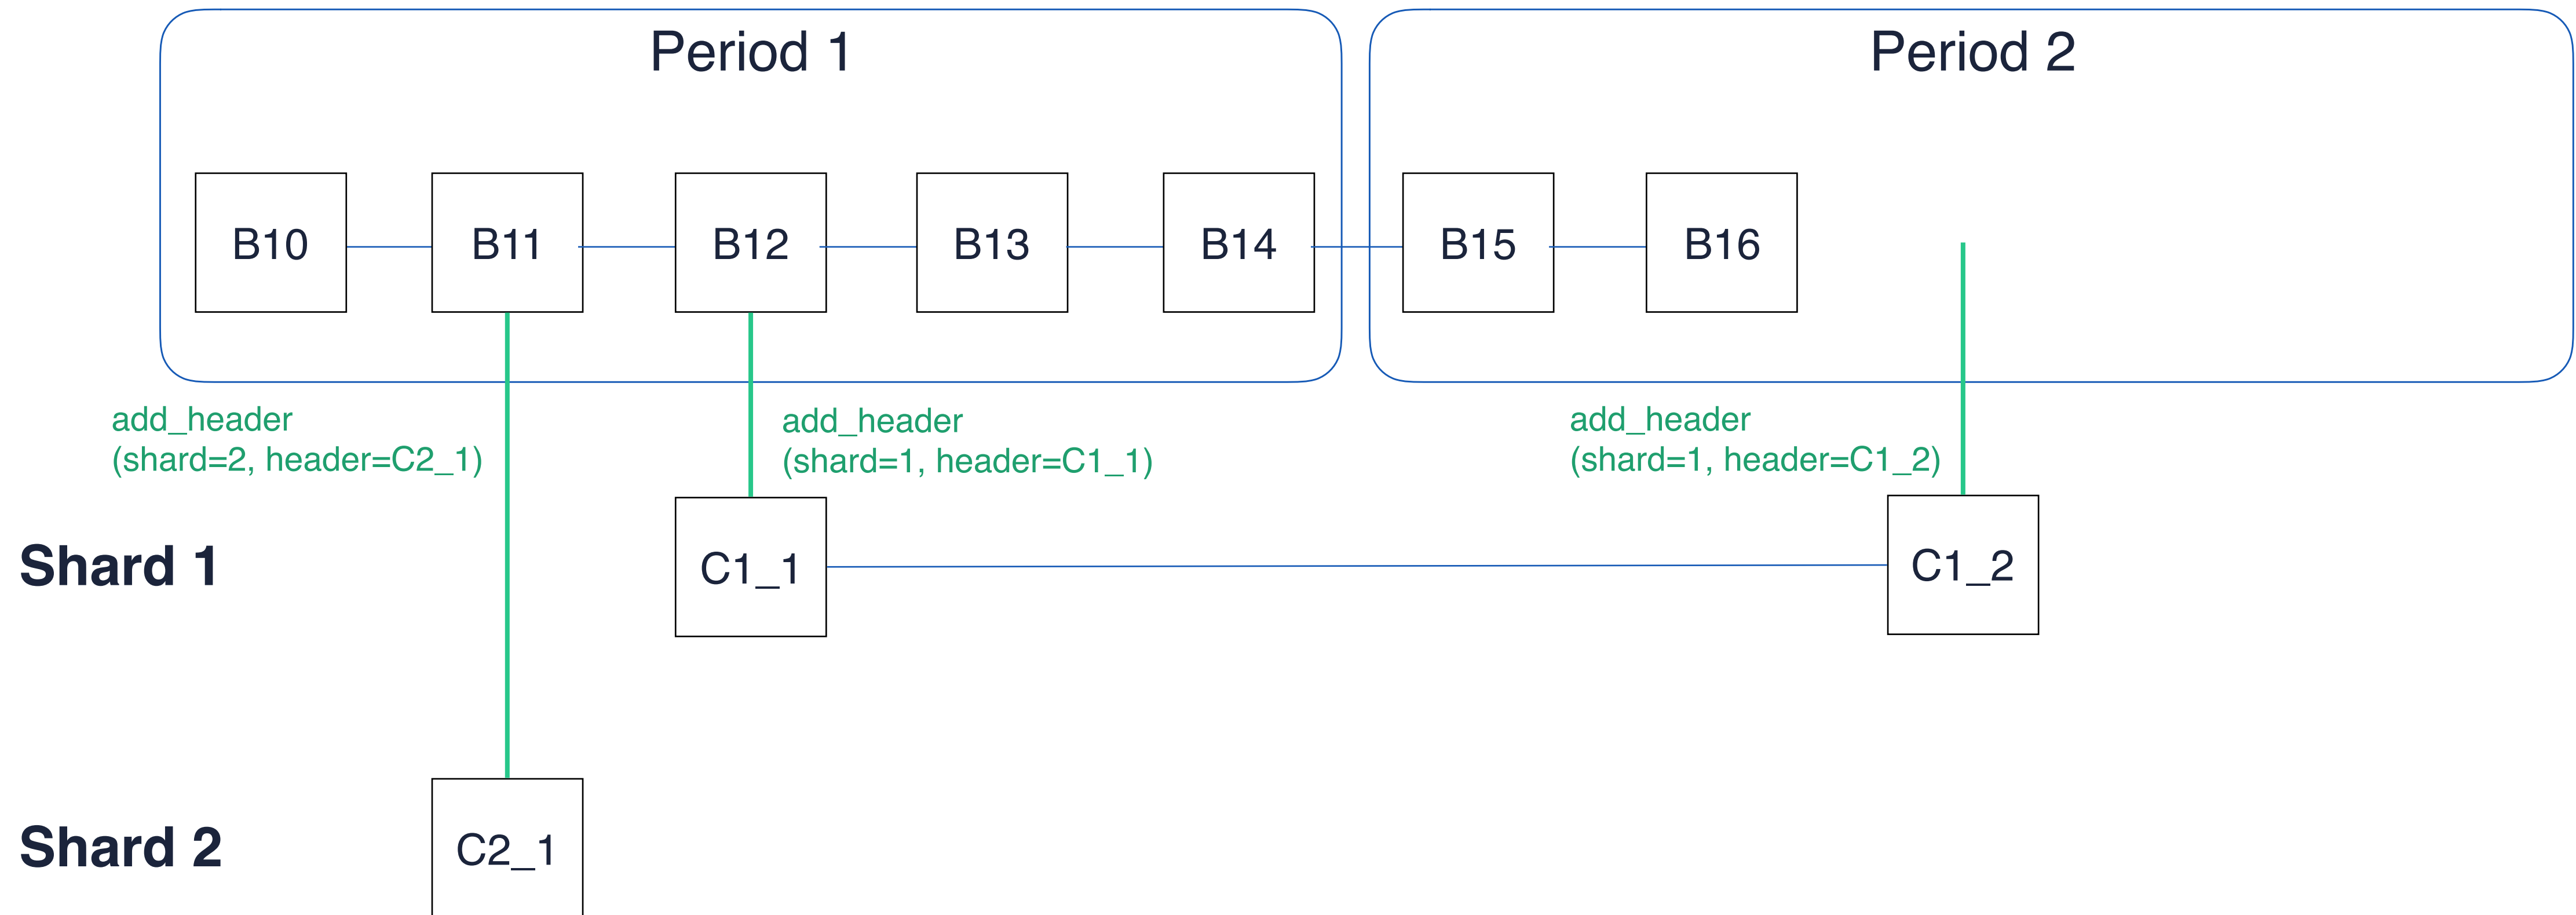 Period 1
Period 2
B10
B11
B12
B13
B14
B15
B16
add_header
(shard=2, header=C2_1)
add_header
(shard=1, header=C1_1)
add_header
(shard=1, header=C1_2)
Shard 1
C1_1
C1_2
Shard 2
C2_1